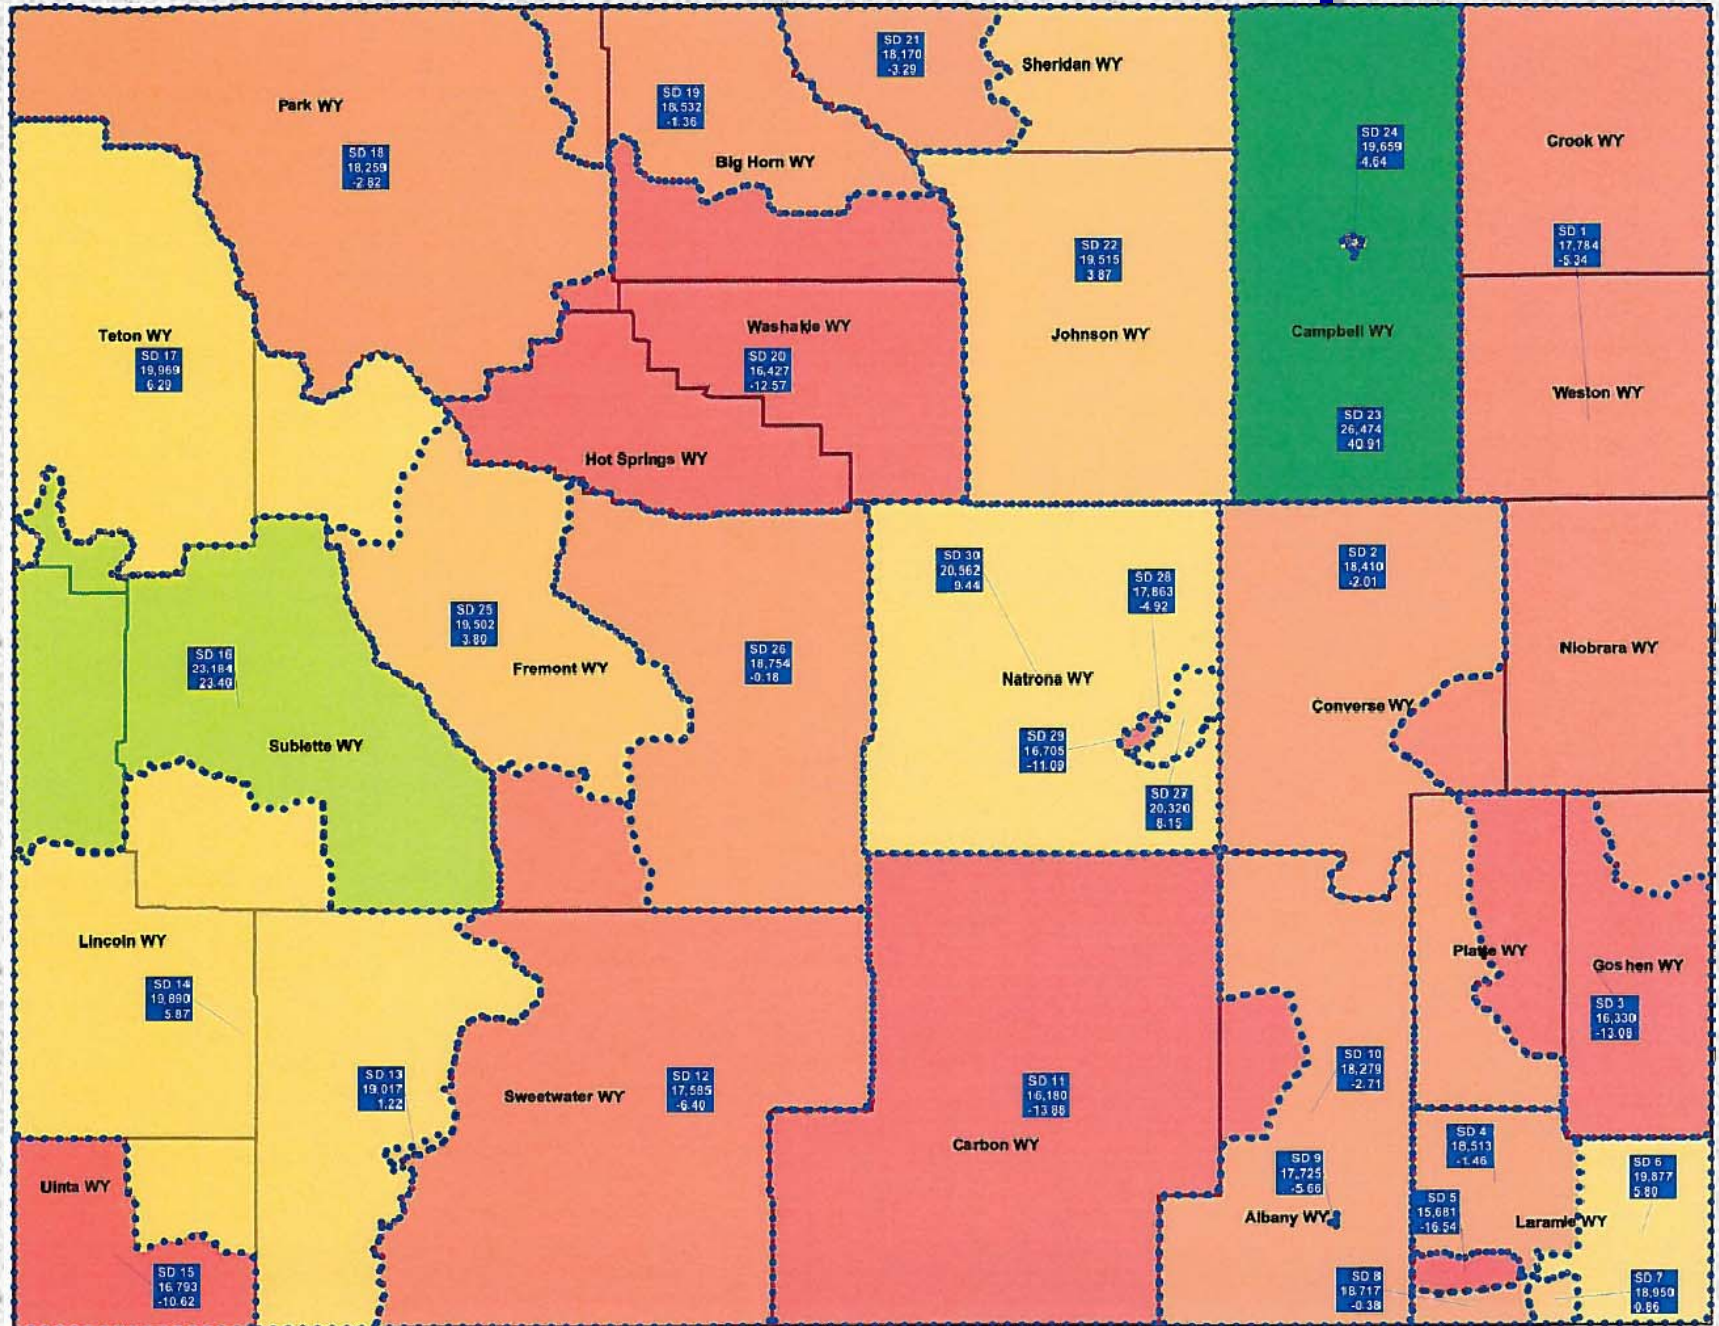 SD 21
18,170
-3.29
Sheridan WY
Park WY
SD 19
18,532
-1.36
SD 24
19,659
4.64
Crook WY
SD 18
18,259
-2.82
Big Horn WY
SD 22
19,515
3.87
SD 1
17,784
-5.34
Teton WY
SD 17
19,969
6.29
Washakie WY
SD 20
16,427
-12.57
Johnson WY
Campbell WY
Weston WY
SD 23
26,474
40.91
Hot Springs WY
SD 30
20,562
9.44
SD 28
17,863
-4.92
SD 2
18,410
-2.01
SD 25
19,502
3.80
Fremont WY
SD 26
18,754
-0.18
Niobrara WY
SD 16
23,184
23.40
Natrona WY
Converse WY
Sublette WY
SD 29
16,705
-11.09
SD 27
20,320
8.15
Lincoln WY
Platte WY
Goshen WY
SD 14
19,890
5.87
SD 3
16,330
-13.08
SD 13
19,017
1.22
Sweetwater WY
SD 12
17,585
-6.40
SD 11
16,180
-13.88
SD 10
18,279
-2.71
Carbon WY
SD 4
18,513
-1.46
Uinta WY
SD 9
17,725
-5.66
SD 6
19,877
5.80
Albany WY
SD 5
15,681
-16.54
Laramie WY
SD 15
16,793
-10.62
SD 8
18,717
-0.38
SD 7
18,950
0.86